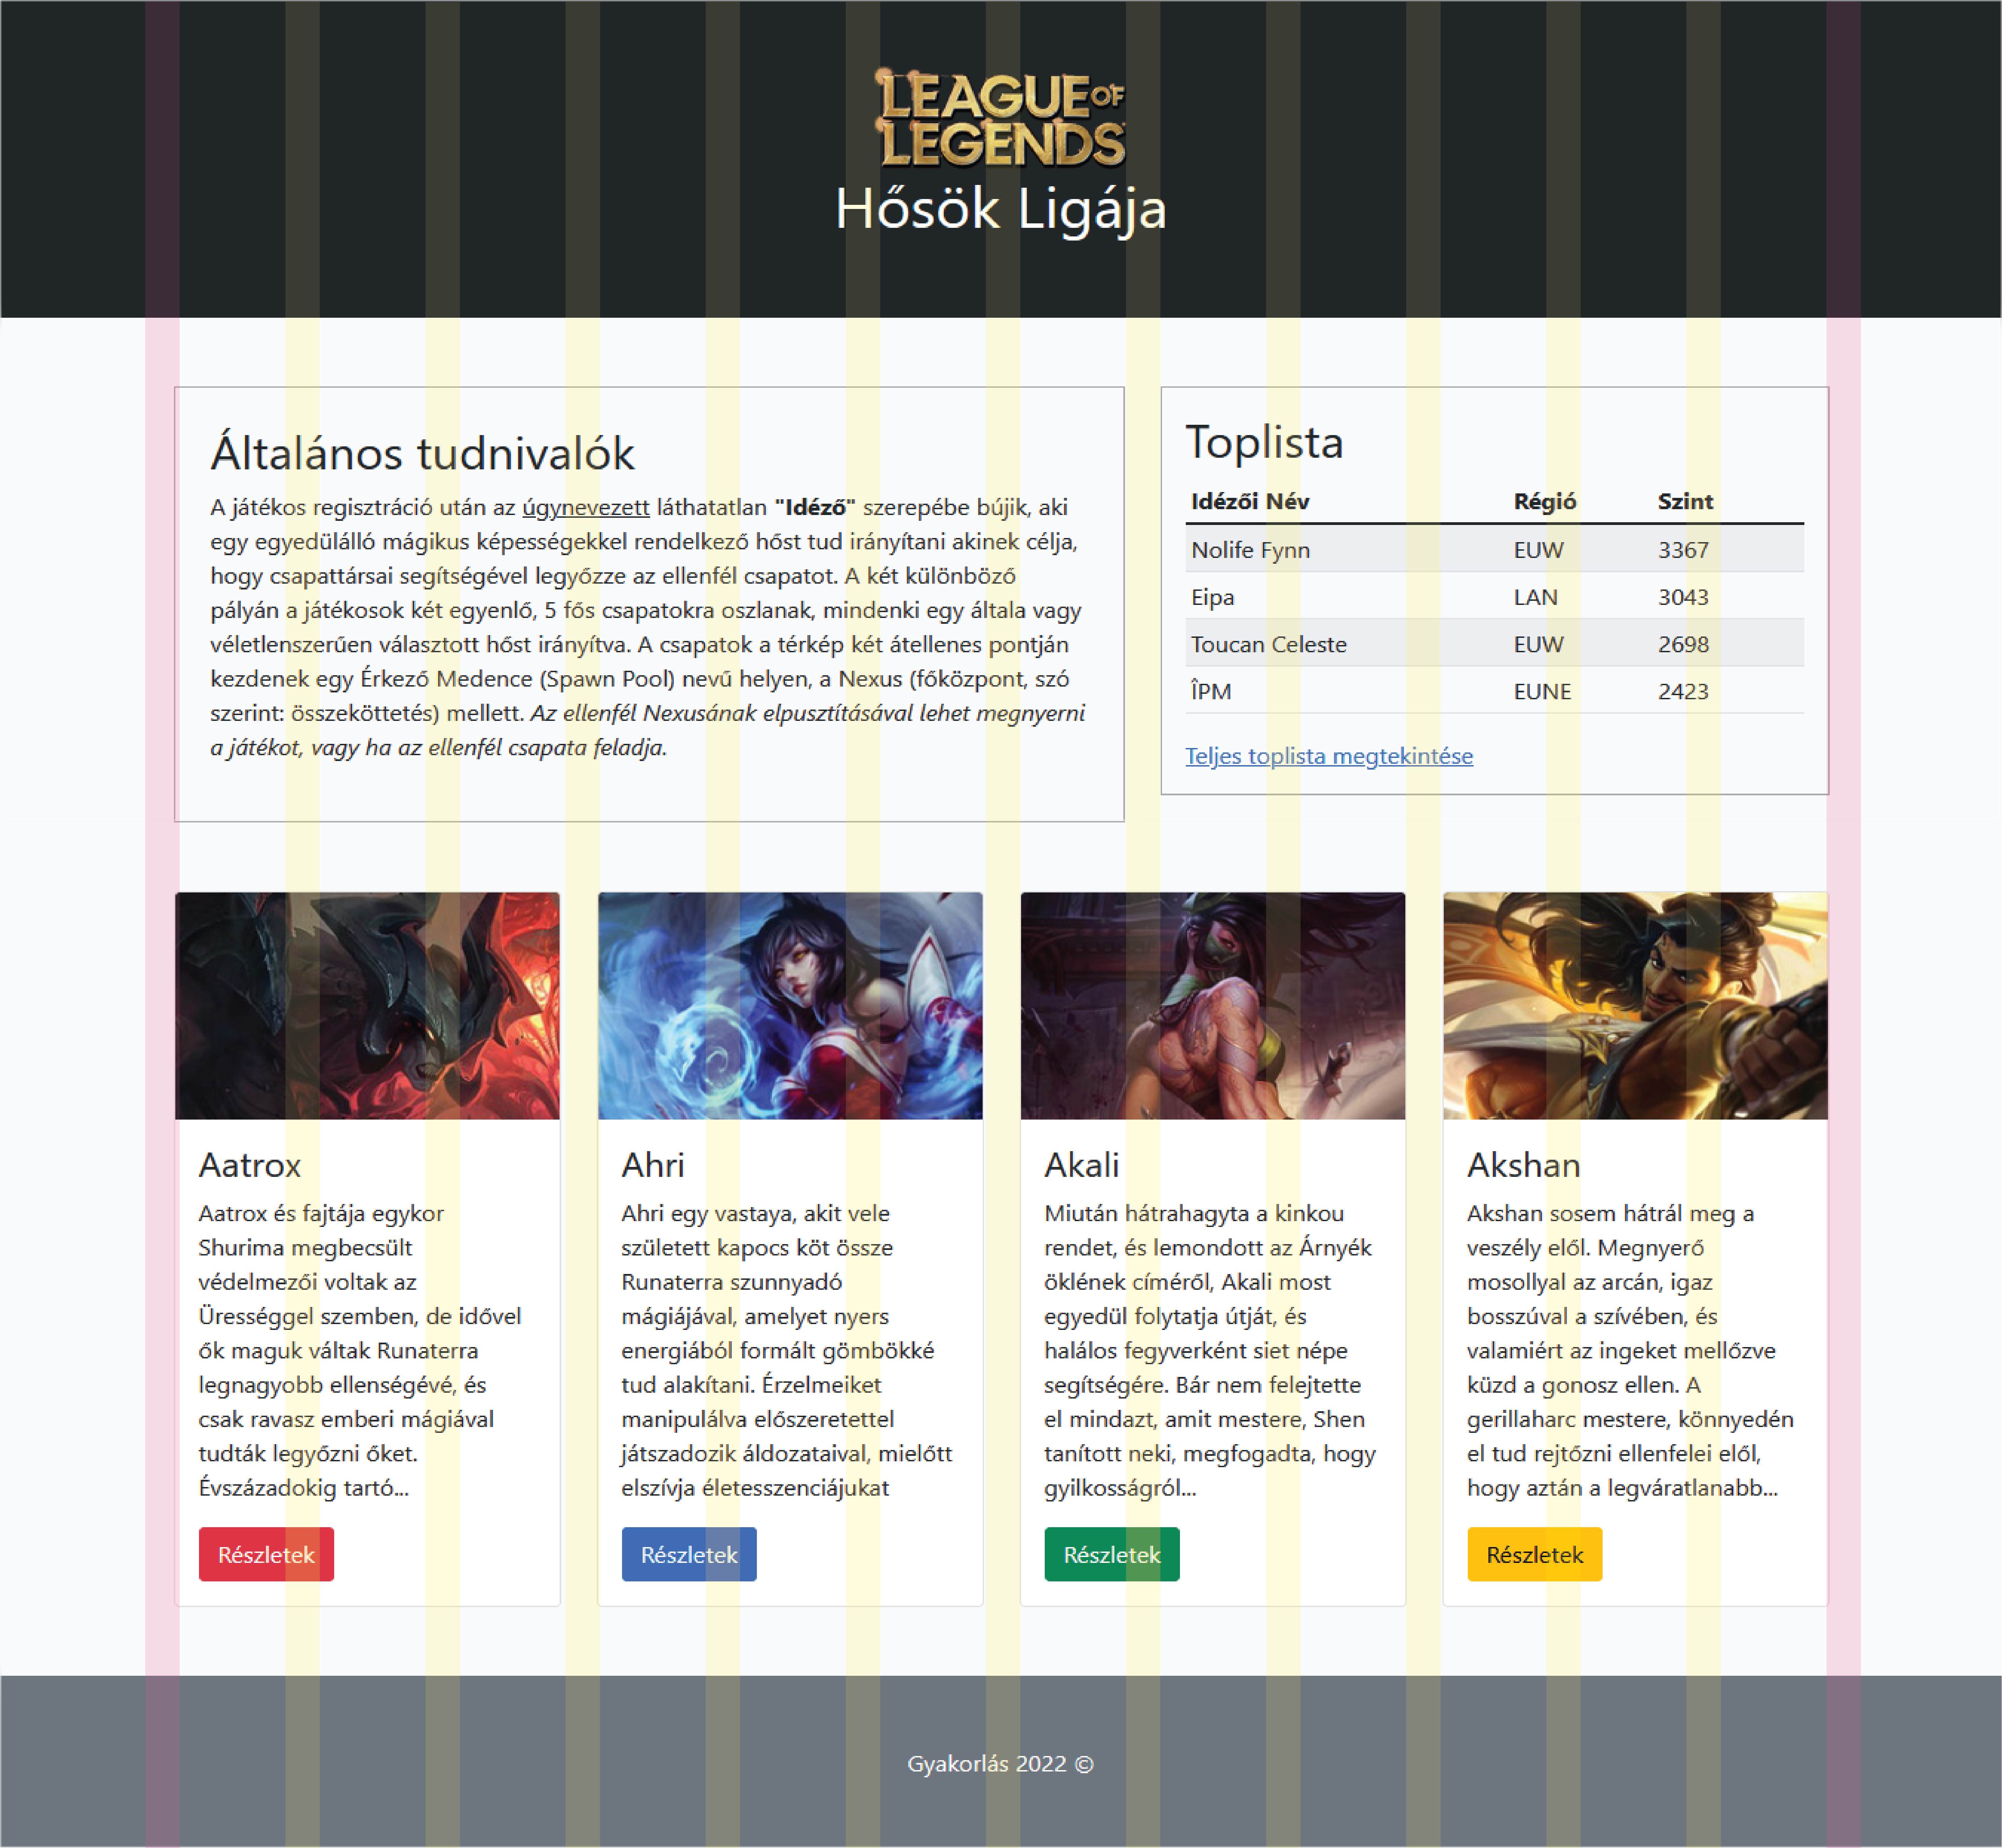 LEAGUE OF
LEGENDS
Hősök Ligája
Általános tudnivalók
A játékos regisztráció után az úgynevezett láthatatlan "Idéző" szerepébe bújik, aki
egy egyedülálló mágikus képességekkel rendelkező hőst tud irányítani akinek célja,
hogy csapattársai segítségével legyőzze az ellenfél csapatot. A két különböző
pályán a játékosok két egyenlő, 5 fős csapatokra oszlanak, mindenki egy általa vagy
véletlenszerűen választott hőst irányítva. A csapatok a térkép két átellenes pontján
kezdenek egy Érkező Medence (Spawn Pool) nevű helyen, a Nexus (főközpont, szó
szerint: összeköttetés) mellett. Az ellenfél Nexusának elpusztításával lehet megnyerni
a játékot, vagy ha az ellenfél csapata feladja.
Toplista
Idézői Név Régió Szint
Nolife Fynn EUW 3367
Eipa LAN 3043
Toucan Celeste EUW 2698
ÎPM EUNE 2423
Teljes toplista megtekintése
Aatrox
Aatrox és fajtája egykor
Shurima megbecsült
védelmezői voltak az
Ürességgel szemben, de idővel
ők maguk váltak Runaterra
legnagyobb ellenségévé, és
csak ravasz emberi mágiával
tudták legyőzni őket.
Évszázadokig tartó...
Részletek
Ahri
Ahri egy vastaya, akit vele
született kapocs köt össze
Runaterra szunnyadó
mágiájával, amelyet nyers
energiából formált gömbökké
tud alakítani. Érzelmeiket
manipulálva előszeretettel
játszadozik áldozataival, mielőtt
elszívja életesszenciájukat
Részletek
Akali
Miután hátrahagyta a kinkou
rendet, és lemondott az Árnyék
öklének címéről, Akali most
egyedül folytatja útját, és
halálos fegyverként siet népe
segítségére. Bár nem felejtette
el mindazt, amit mestere, Shen
tanított neki, megfogadta, hogy
gyilkosságról...
Részletek
Akshan
Akshan sosem hátrál meg a
veszély elől. Megnyerő
mosollyal az arcán, igaz
bosszúval a szívében, és
valamiért az ingeket mellőzve
küzd a gonosz ellen. A
gerillaharc mestere, könnyedén
el tud rejtőzni ellenfelei elől,
hogy aztán a legváratlanabb...
Részletek
Gyakorlás 2022 ©